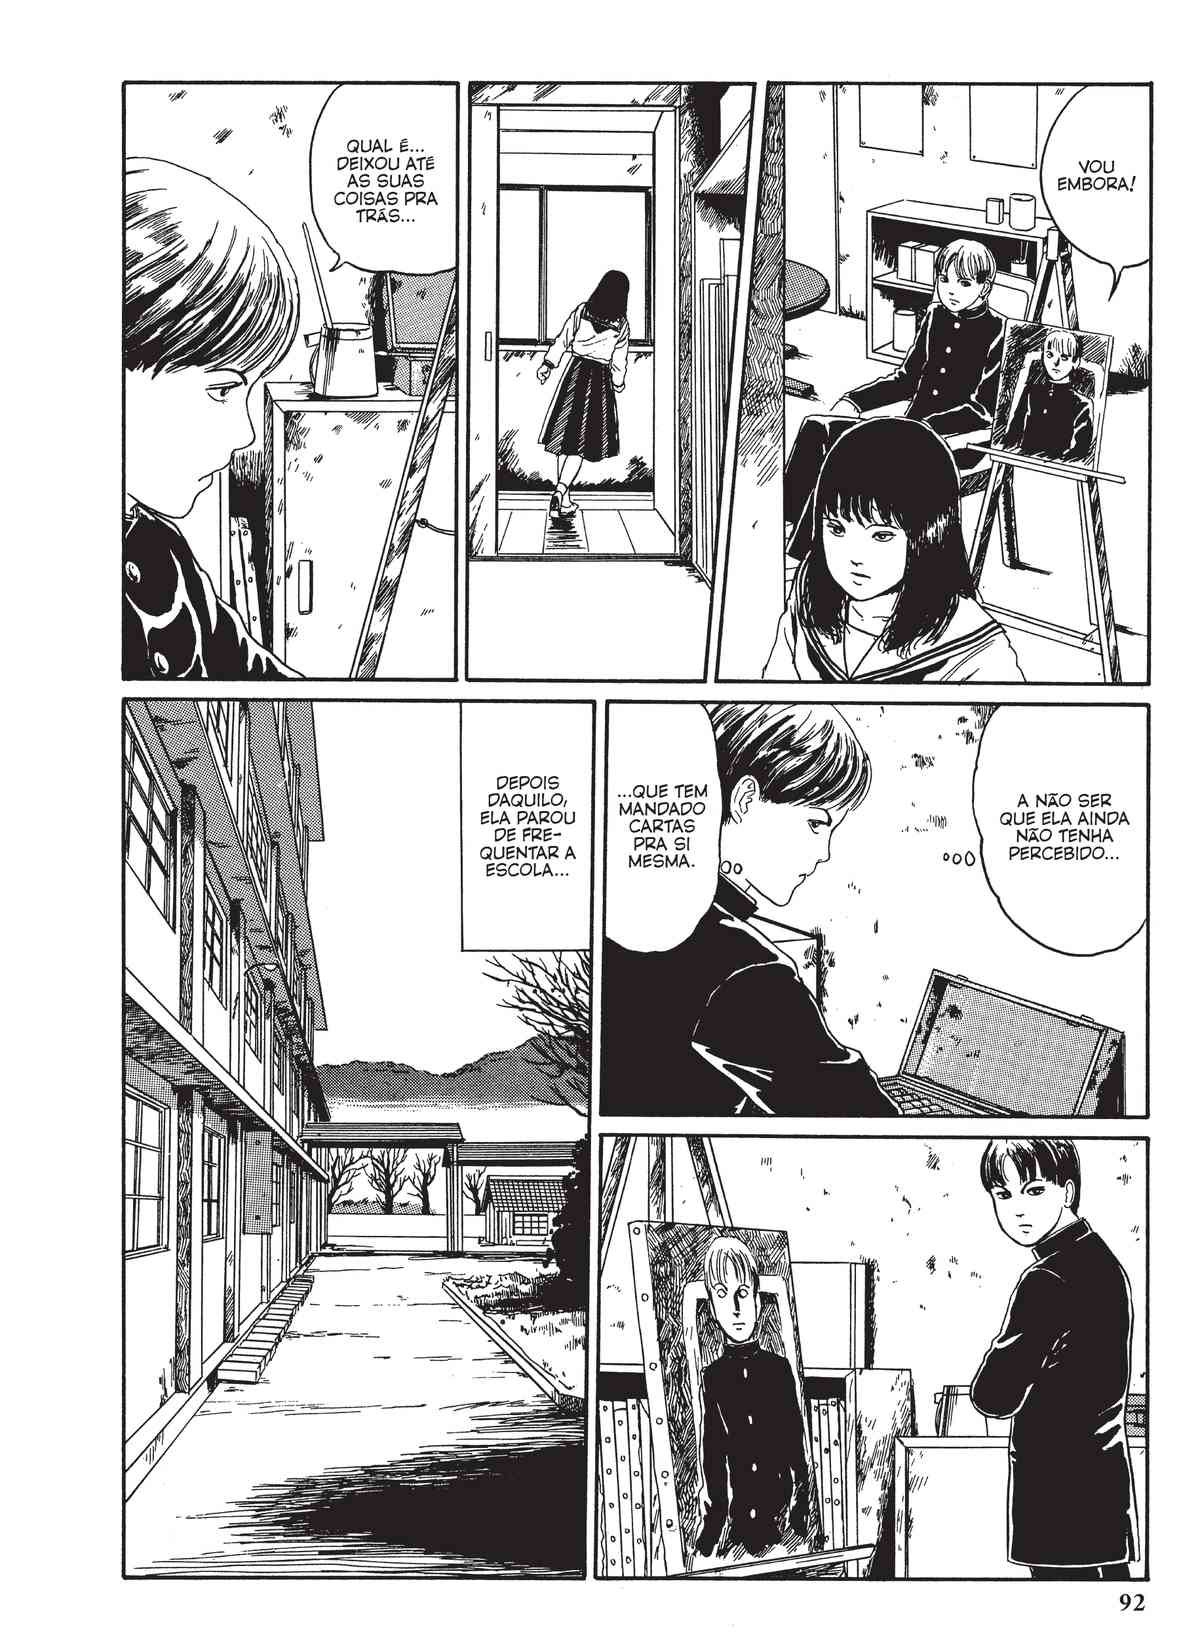 VOU
EMBORA!
QUAL É...
DEIXOU ATÉ
AS SUAS
COISAS PRA
TRÁS...
A NÃO SER
QUE ELA AINDA
NÃO TENHA
PERCEBIDO...
...QUE TEM
MANDADO
CARTAS
PRA SI
MESMA.
DEPOIS
DAQUILO,
ELA PAROU
DE FRE-
QUENTAR A
ESCOLA...
92